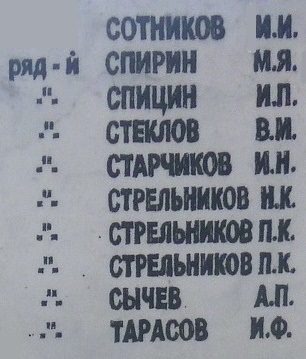 СОТНИКОВ И.И.
ряд-й СПИРИН М.Я.
.". СПИЦИН И.П.
.". СТЕКЛОВ В.И.
.". СТАРЧИКОВ И.Н.
.". СТРЕЛЬНИКОВ Н.К.
.". СТРЕЛЬНИКОВ П.К.
.". СТРЕЛЬНИКОВ П.К.
.". СЫЧЕВ А.П.
.". ТАРАСОВ И.Ф.